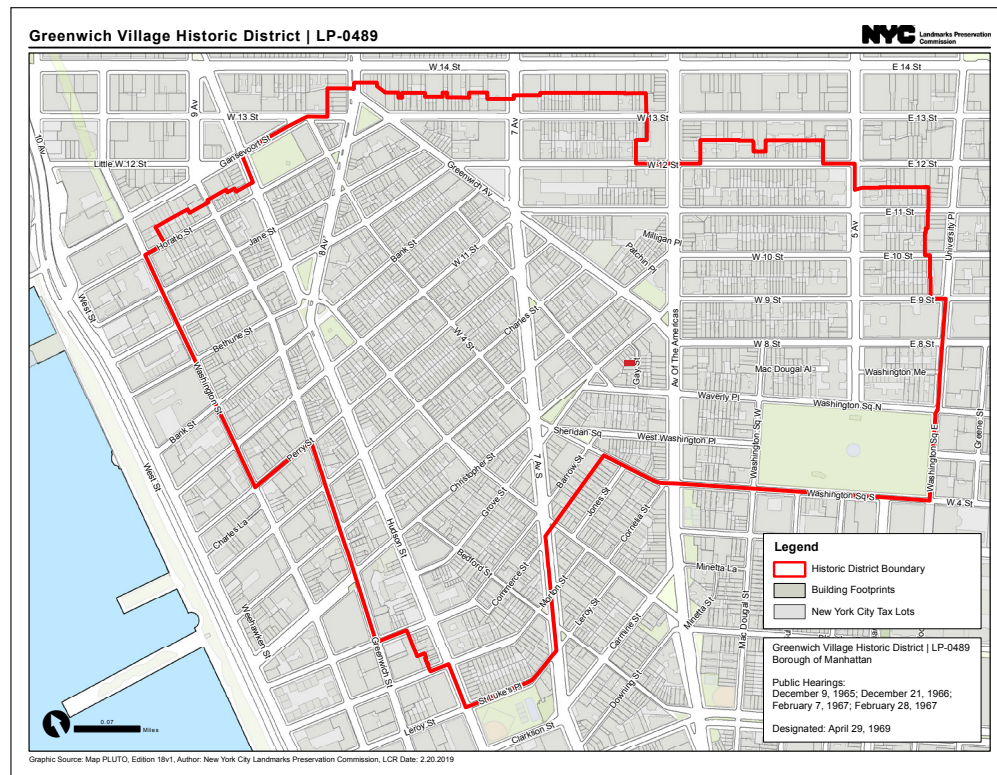 Greenwich Village Historic District | LP-0489
NYC Landmarks Preservation
Commission
W 14 St
E 14 St
10 Av
9 Av
W 13 St
7 Av
W 13 St
E 13 St
Little W 12 St
Gansevoort St
W 12 St
E 12 St
Greenwich Av
Horatio St
Jane St
8 Av
Bank St
W 11 St
Milligan Pl
Patchin Pl
5 Av
E 11 St
University Pl
W 10 St
E 10 St
West St
Bethune St
W 4 St
Charles St
W 9 St
E 9 St
Av Of The Americas
W 8 St
E 8 St
Gay St
Mac Dougal Al
Washington Me
Washington St
Waverly Pl
Washington Sq N
Bank St
Perry St
Sheridan Sq
West Washington Pl
Washington Sq W
Washington Sq E
Greene St
West St
Christopher St
7 Av S
Barrow St
Jones St
Cornelia St
Washington Sq S
W 4 St
Charles La
Grove St
Hudson St
Bedford St
Commerce St
Morton St
Leroy St
Carmine St
Minetta La
Minetta St
Mac Dougal St
Weehawken St
Greenwich St
St Luke's Pl
Downing St
Leroy St
Clarkson St
Legend
Historic District Boundary
Building Footprints
New York City Tax Lots
Greenwich Village Historic District | LP-0489
Borough of Manhattan
Public Hearings:
December 9, 1965; December 21, 1966;
February 7, 1967; February 28, 1967
Designated: April 29, 1969
0.07
Miles
Graphic Source: Map PLUTO, Edition 18v1, Author: New York City Landmarks Preservation Commission, LCR Date: 2.20.2019